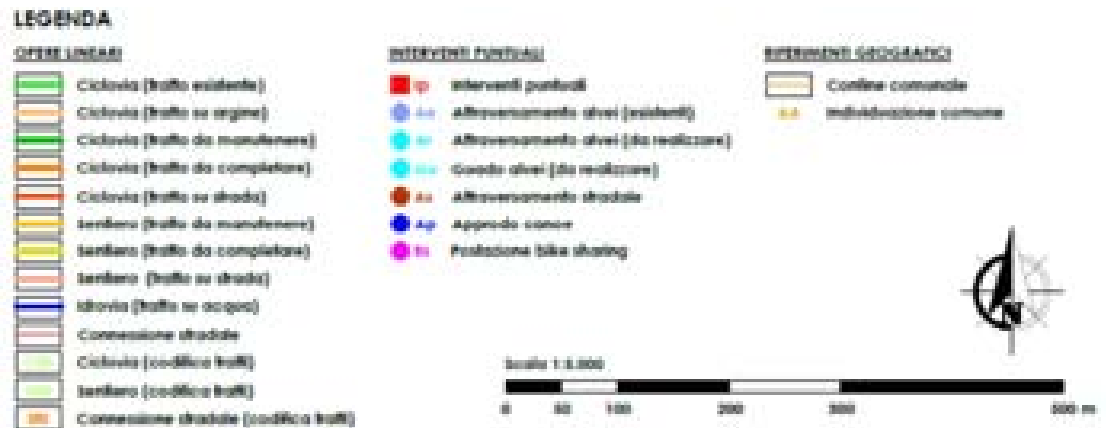 LEGENDA
OPERE LINEARI
Ciclovia (tratto esistente)
Ciclovia (tratto su argine)
Ciclovia (tratto da manutenere)
Ciclovia (tratto da completare)
Ciclovia (tratto su strada)
Sentiero (tratto da manutenere)
Sentiero (tratto da completare)
Sentiero (tratto su strada)
Idrovia (tratto su acqua)
Connessione stradale
Ciclovia (codifica tratti)
Sentiero (codifica tratti)
Connessione stradale (codifica tratti)
INTERVENTI PUNTUALI
Ip Interventi puntuali
Attraversamento alvei (esistenti)
Attraversamento alvei (da realizzare)
Guado alvei (da realizzare)
As Attraversamento stradale
Ap Approdo canoe
Postazione bike sharing
RIFERIMENTI GEOGRAFICI
Confine comunale
Individuazione comune
N
Scala 1:5.000
0 50 100 200 300 500 m